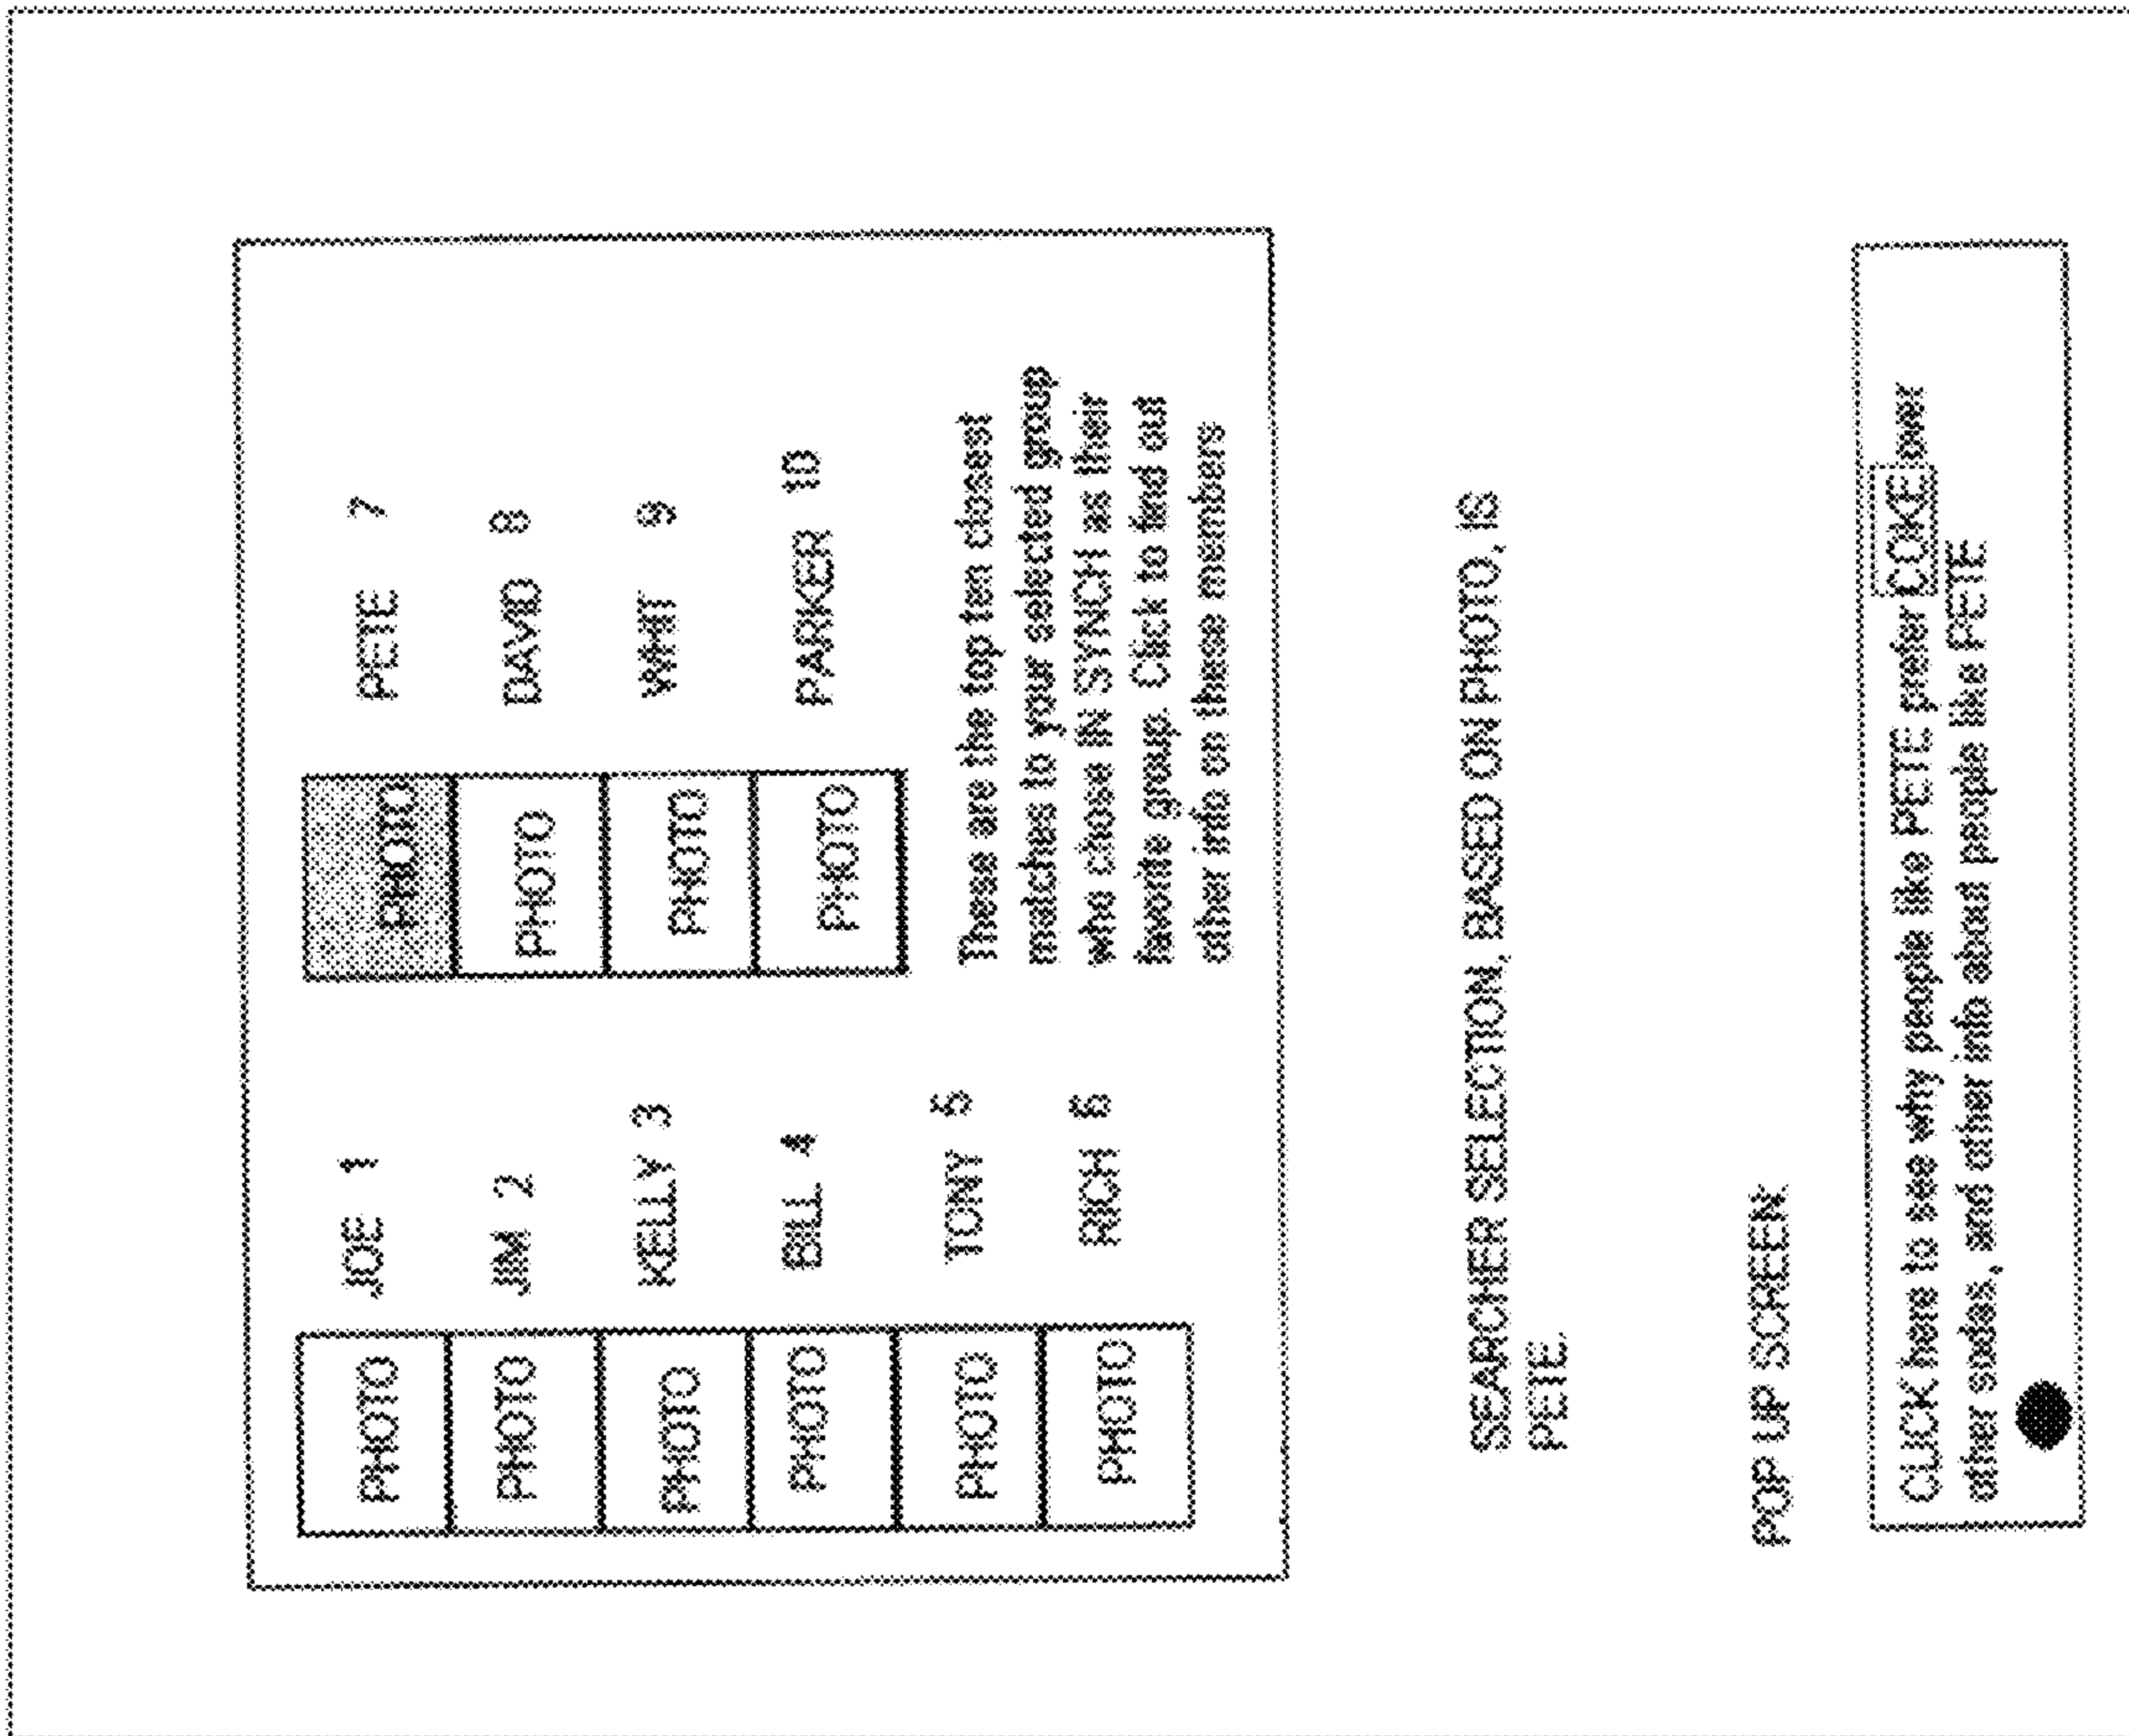 PHOTO JOE 1
PHOTO JIM 2
PHOTO KELLY 3
PHOTO BILL 4
PHOTO TONY 5
PHOTO RICH 6
PHOTO PETE 7
PHOTO DAVID 8
PHOTO WHIT 9
PHOTO PARKER 10
These are the top ten closest
matches to your selected group
who chose IN SYNCH as their
favorite group. Click to find out
other info on these members
SEARCHER SELECTION, BASED ON PHOTO, IS
PETE.
POP UP SCREEN:
CLICK here to see why people like PETE prefer COKE over
other sodas, and other info about people like PETE